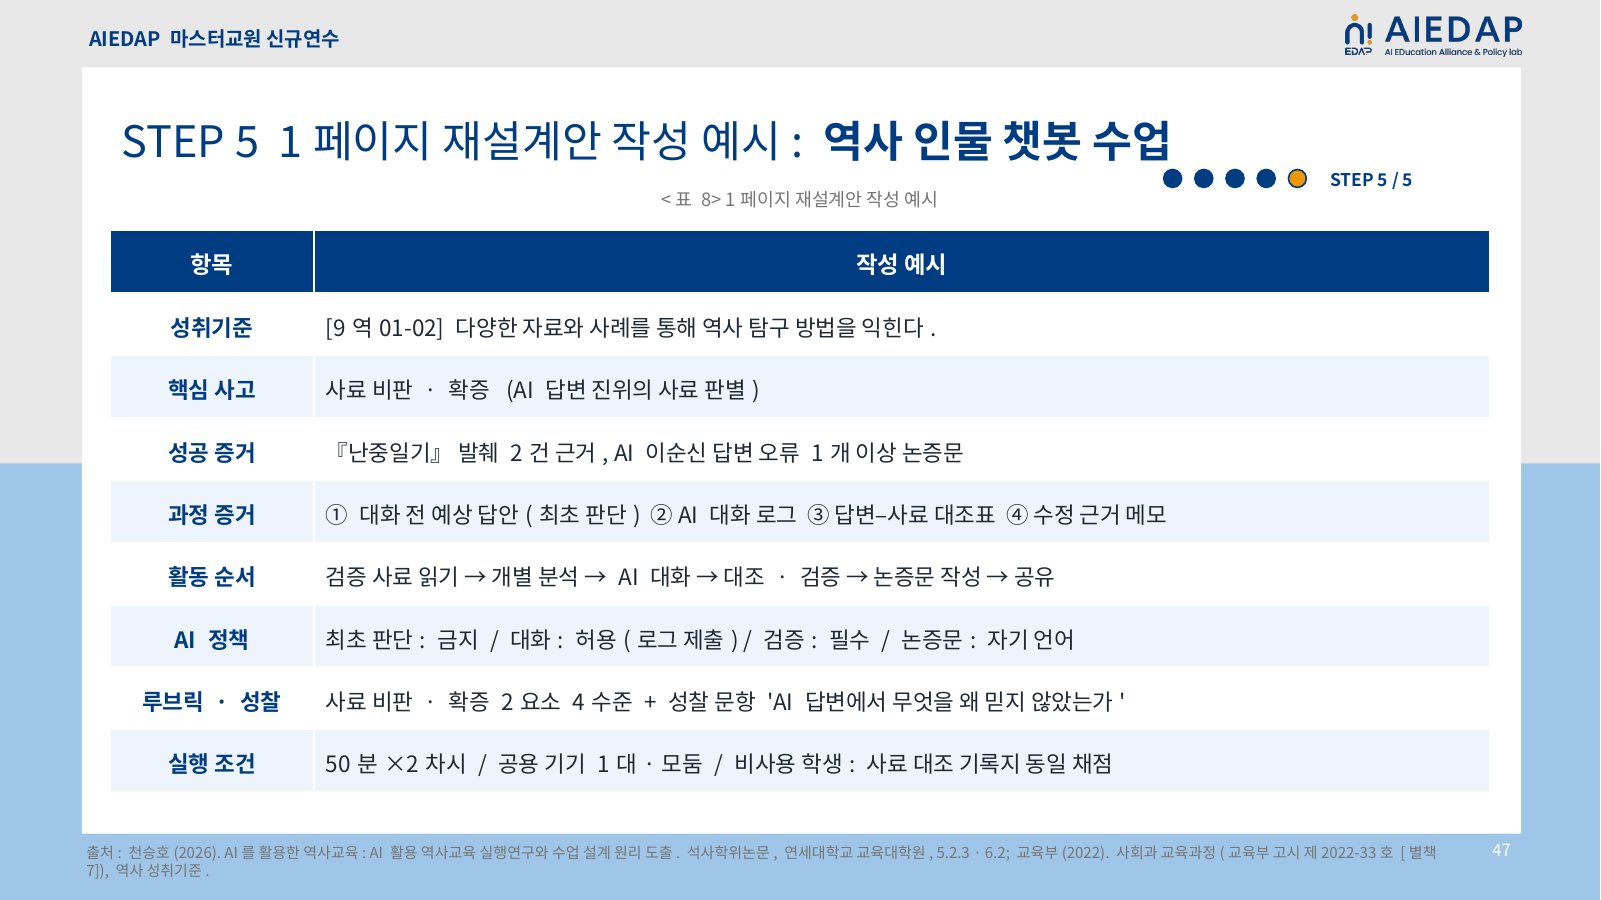 AIEDAP 마스터교원 신규연수
AIEDAP
EDAP
AI EDucation Alliance & Policy lab
STEP 5 1 페이지 재설계안 작성 예시 : 역사 인물 챗봇 수업
STEP 5 / 5
< 표 8> 1 페이지 재설계안 작성 예시
항목 작성 예시
성취기준 [9 역 01-02] 다양한 자료와 사례를 통해 역사 탐구 방법을 익힌다 .
핵심 사고 사료 비판 · 확증 (AI 답변 진위의 사료 판별 )
성공 증거 『난중일기』 발췌 2 건 근거 , AI 이순신 답변 오류 1 개 이상 논증문
과정 증거 ① 대화 전 예상 답안 ( 최초 판단 ) ② AI 대화 로그 ③ 답변–사료 대조표 ④ 수정 근거 메모
활동 순서 검증 사료 읽기 → 개별 분석 → AI 대화 → 대조 · 검증 → 논증문 작성 → 공유
AI 정책 최초 판단 : 금지 / 대화 : 허용 ( 로그 제출 ) / 검증 : 필수 / 논증문 : 자기 언어
루브릭 · 성찰 사료 비판 · 확증 2 요소 4 수준 + 성찰 문항 'AI 답변에서 무엇을 왜 믿지 않았는가 '
실행 조건 50 분 ×2 차시 / 공용 기기 1 대 · 모둠 / 비사용 학생 : 사료 대조 기록지 동일 채점
출처 : 천승호 (2026). AI 를 활용한 역사교육 : AI 활용 역사교육 실행연구와 수업 설계 원리 도출 . 석사학위논문 , 연세대학교 교육대학원 , 5.2.3 · 6.2; 교육부 (2022). 사회과 교육과정 ( 교육부 고시 제 2022-33 호 [ 별책
7]), 역사 성취기준 .
47